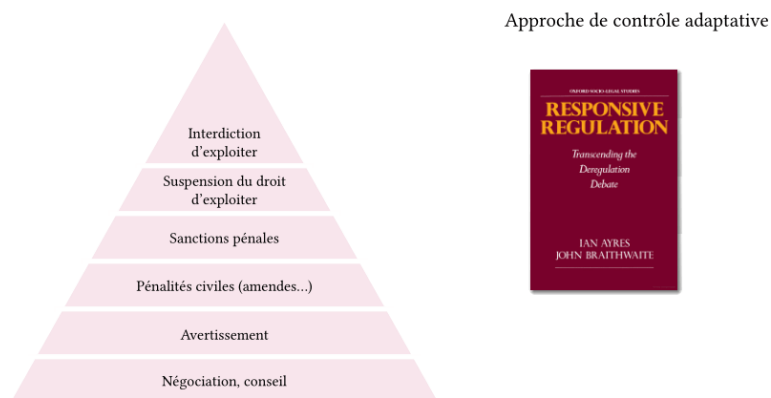 Approche de contrôle adaptative
Interdiction
d’exploiter
Suspension du droit
d’exploiter
Sanctions pénales
Pénalités civiles (amendes…)
Avertissement
Négociation, conseil
OXFORD SOCIO-LEGAL STUDIES
RESPONSIVE
REGULATION
Transcending the
Deregulation
Debate
IAN AYRES
JOHN BRAITHWAITE